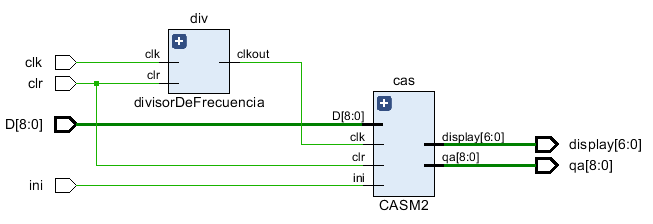 div
clk
clk
clkout
clr
clr
divisorDeFrecuencia
cas
D[8:0]
D[8:0]
clk
display[6:0]
display[6:0]
clr
qa[8:0]
qa[8:0]
ini
ini
CASM2